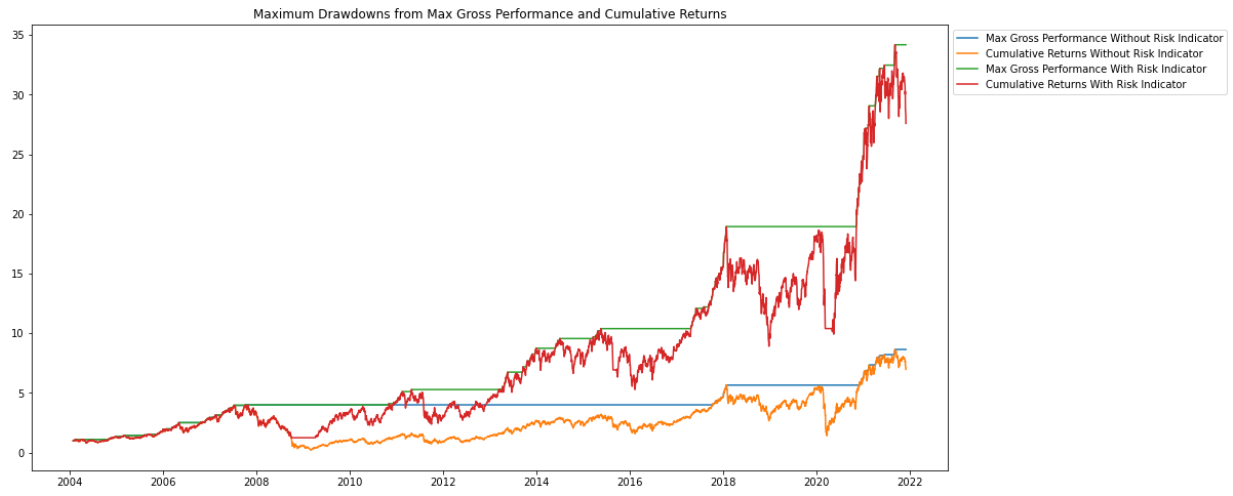 Maximum Drawdowns from Max Gross Performance and Cumulative Returns
Max Gross Performance Without Risk Indicator
Cumulative Returns Without Risk Indicator
Max Gross Performance With Risk Indicator
Cumulative Returns With Risk Indicator
35
30
25
20
15
10
5
0
2004 2006 2008 2010 2012 2014 2016 2018 2020 2022